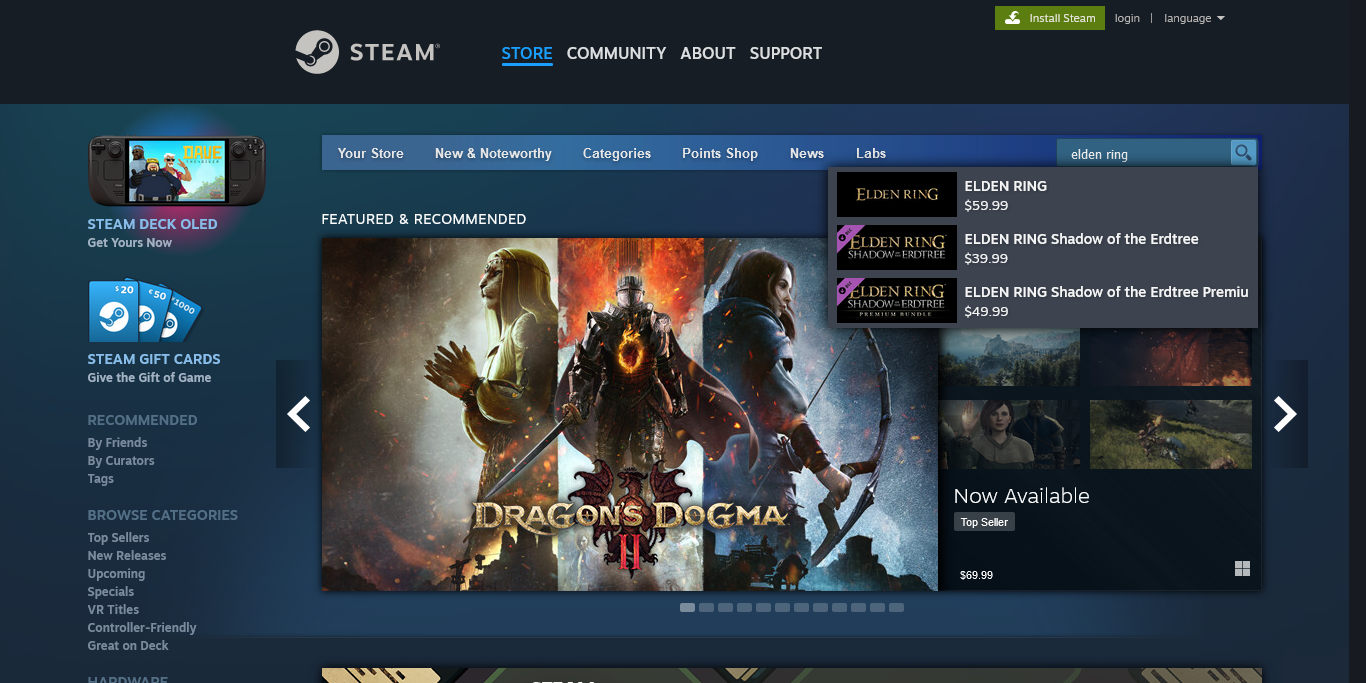 Install Steam
login
|
language
STEAM®
STORE
COMMUNITY
ABOUT
SUPPORT
Your Store
New & Noteworthy
Categories
Points Shop
News
Labs
elden ring
ELDEN RING
ELDEN RING
$59.99
DLC
ELDEN RING
SHADOW OF THE ERDTREE
ELDEN RING Shadow of the Erdtree
$39.99
DLC
ELDEN RING
SHADOW OF THE ERDTREE
PREMIUM BUNDLE
ELDEN RING Shadow of the Erdtree Premiu
$49.99
DAVE
STEAM DECK OLED
Get Yours Now
$20
€50
¥1000
STEAM GIFT CARDS
Give the Gift of Game
RECOMMENDED
By Friends
By Curators
Tags
BROWSE CATEGORIES
Top Sellers
New Releases
Upcoming
Specials
VR Titles
Controller-Friendly
Great on Deck
HARDWARE
FEATURED & RECOMMENDED
DRAGON'S DOGMA
II
Now Available
Top Seller
$69.99
STEAM